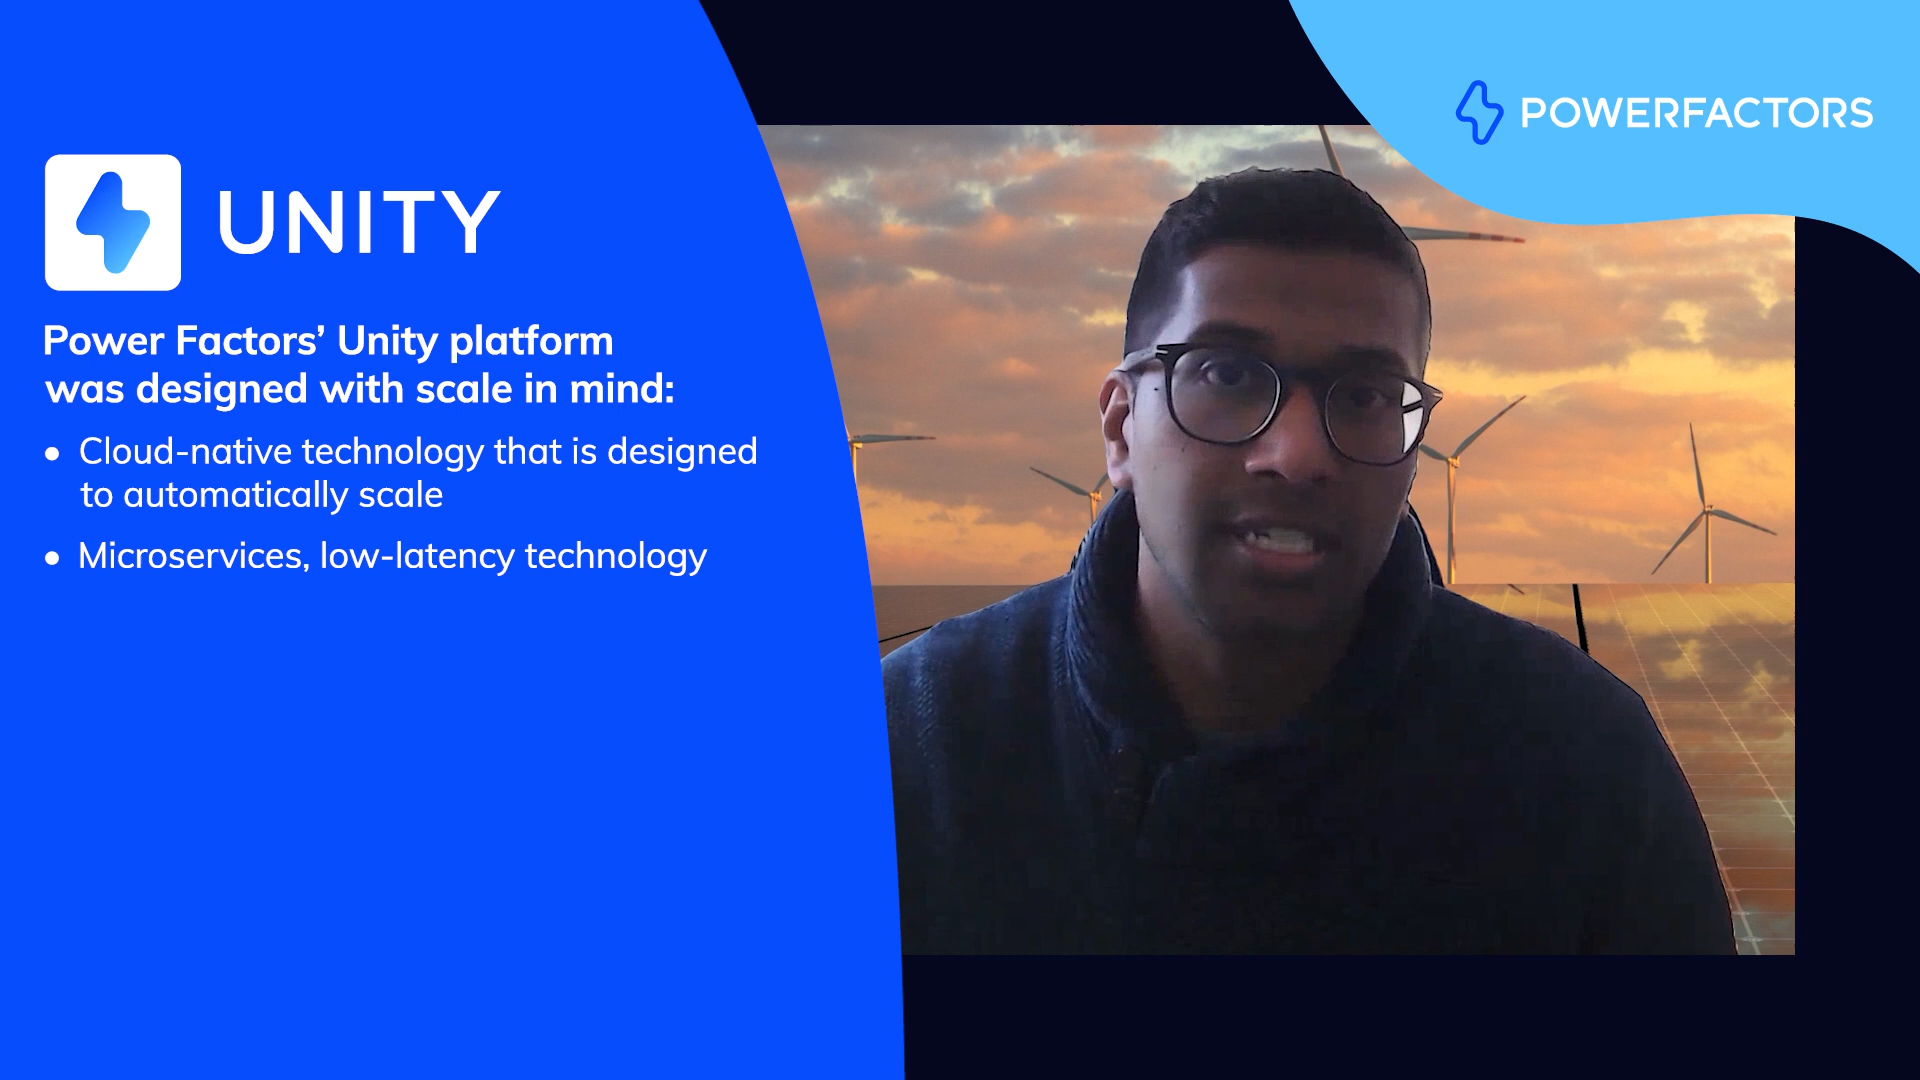 POWERFACTORS
UNITY
Power Factors’ Unity platform
was designed with scale in mind:
• Cloud-native technology that is designed
to automatically scale
• Microservices, low-latency technology